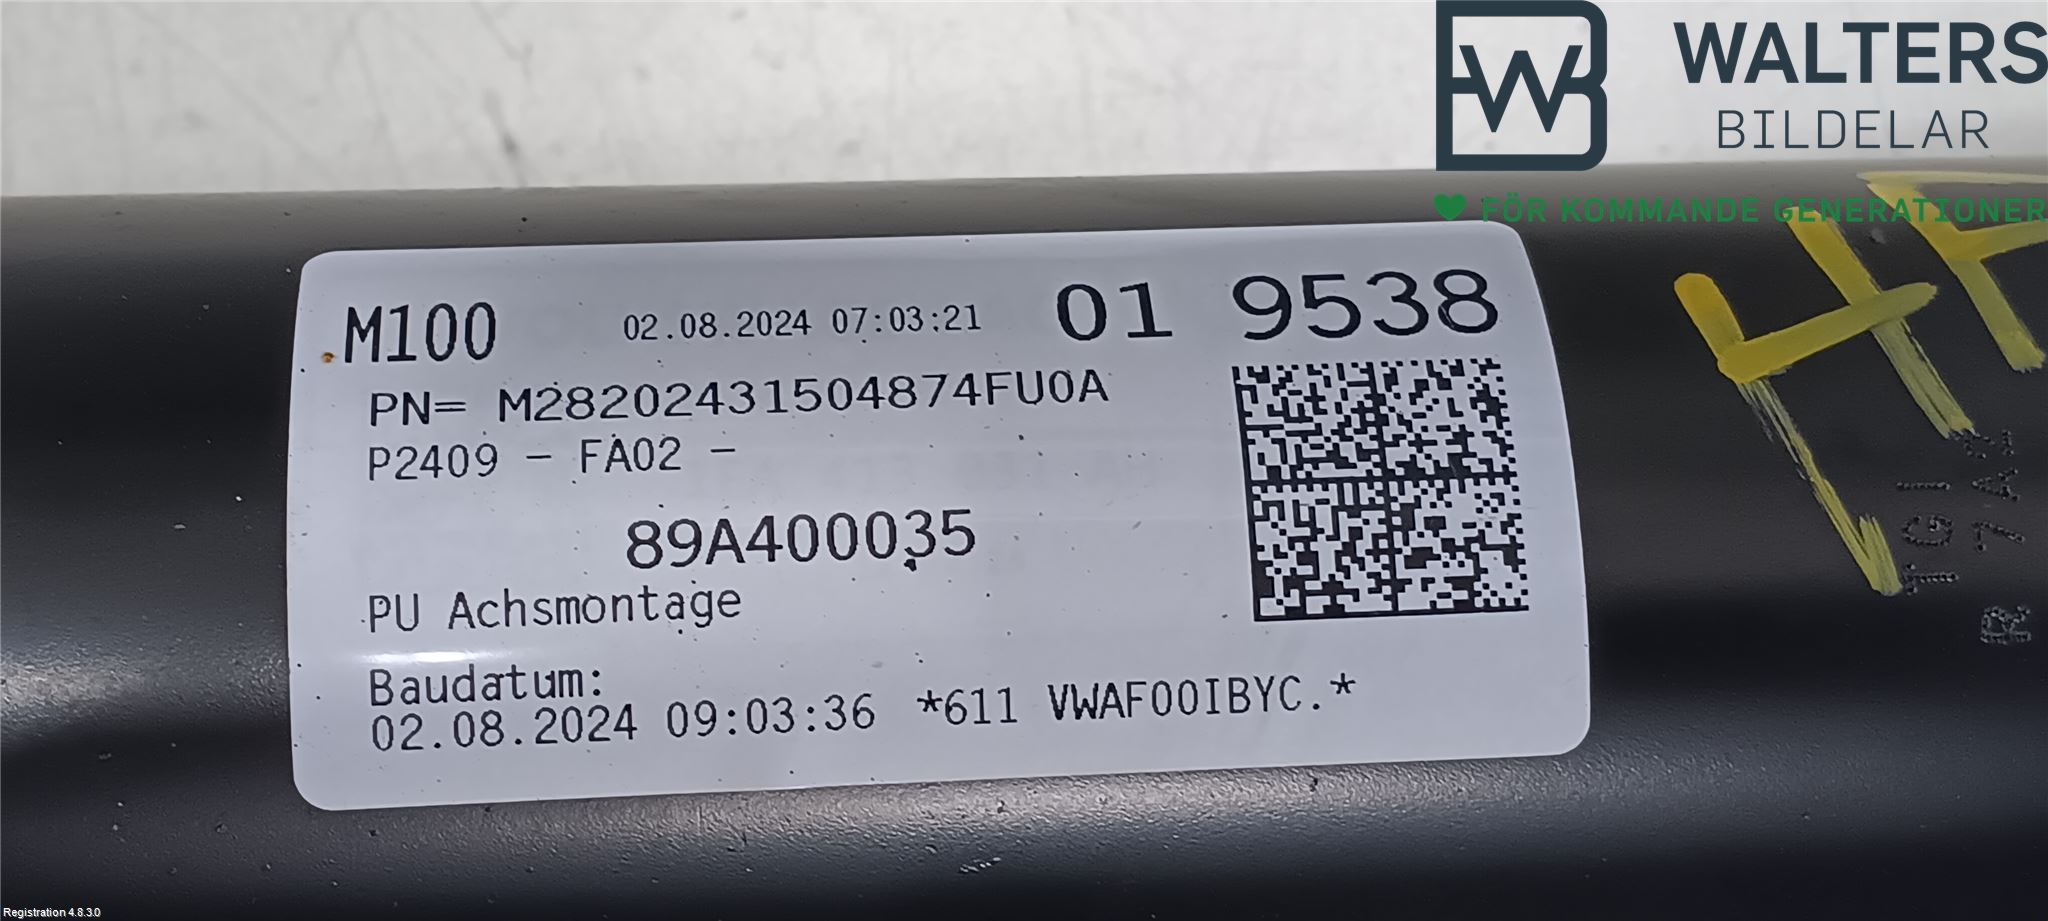 WALTERS
BILDELAR
FÖR KOMMANDE GENERATIONER
M100 02.08.2024 07:03:21 01 9538
PN= M28202431504874FU0A
P2409 - FA02 -
89A400035
PU Achsmontage
Baudatum:
02.08.2024 09:03:36 *611 VWAF00IBYC.*
HA
Registration 4.8.3.0